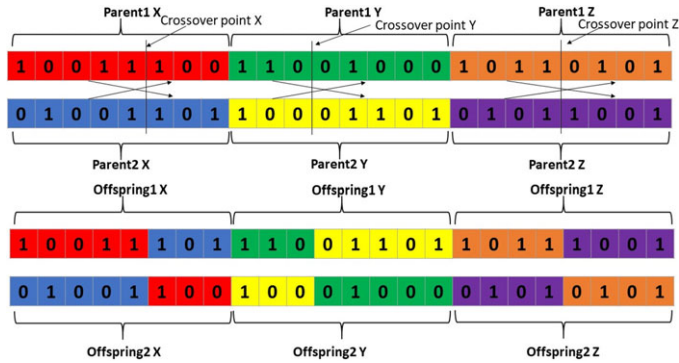 Parent1 X Crossover point X Parent1 Y Crossover point Y Parent1 Z Crossover point Z
1 0 0 1 1 1 0 0 1 1 0 0 1 0 0 0 1 0 1 1 0 1 0 1
0 1 0 0 1 1 0 1 1 0 0 0 1 1 0 1 0 1 0 1 1 0 0 1
Parent2 X Parent2 Y Parent2 Z
Offspring1 X Offspring1 Y Offspring1 Z
1 0 0 1 1 1 0 1 1 1 0 0 1 1 0 1 1 0 1 1 1 0 0 1
0 1 0 0 1 1 0 0 1 0 0 0 1 0 0 0 0 1 0 1 0 1 0 1
Offspring2 X Offspring2 Y Offspring2 Z